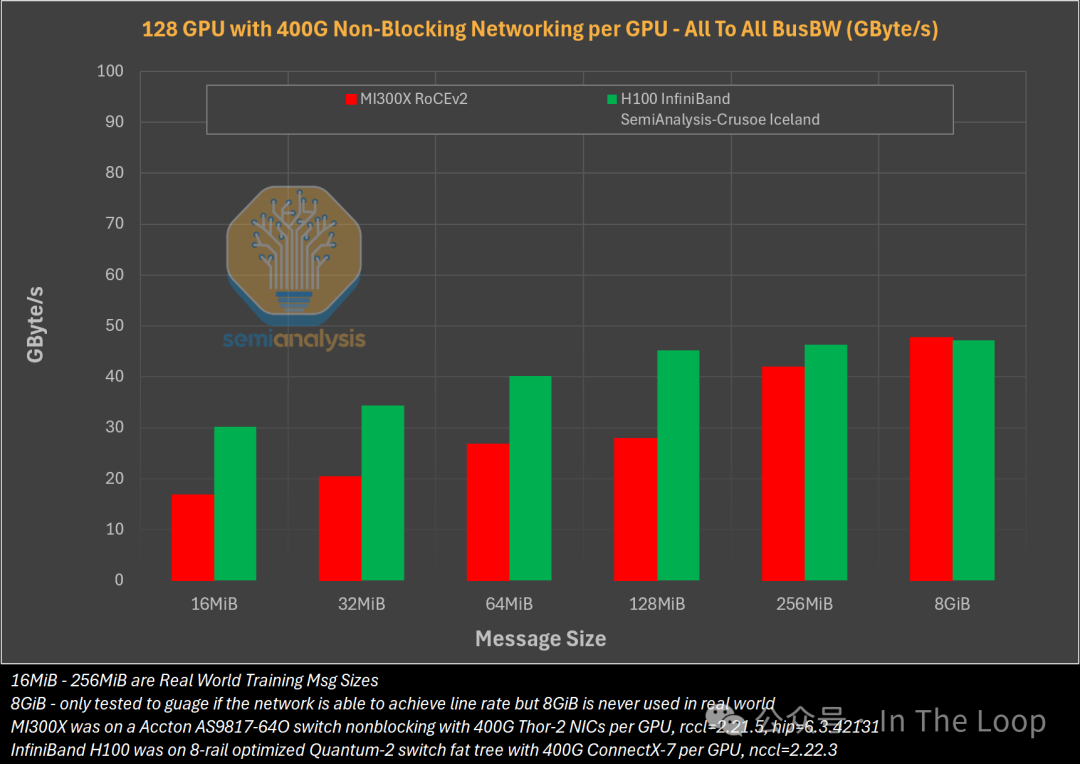 128 GPU with 400G Non-Blocking Networking per GPU - All To All BusBW (GByte/s)
100
MI300X RoCEv2
H100 InfiniBand
SemiAnalysis-Crusoe Iceland
90
80
70
60
50
40
30
20
10
0
semianalysis
GByte/s
16MiB
32MiB
64MiB
128MiB
256MiB
8GiB
Message Size
16MiB - 256MiB are Real World Training Msg Sizes
8GiB - only tested to guage if the network is able to achieve line rate but 8GiB is never used in real world
MI300X was on a Accton AS9817-64O switch nonblocking with 400G Thor-2 NICs per GPU, rccl=2.21.5, hip=6.3.42131
InfiniBand H100 was on 8-rail optimized Quantum-2 switch fat tree with 400G ConnectX-7 per GPU, nccl=2.22.3
公众号 · In The Loop